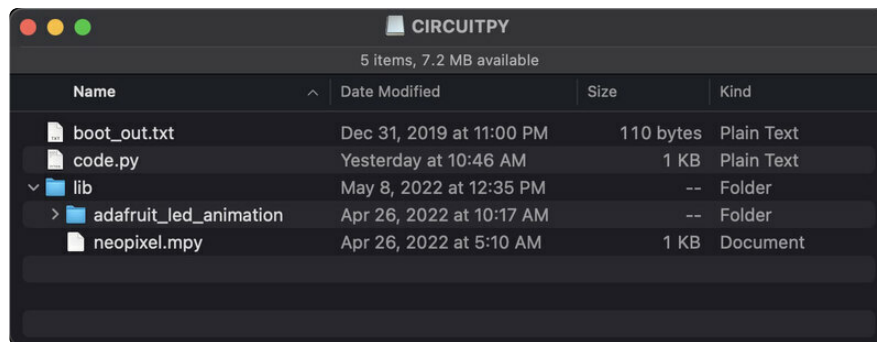 CIRCUITPY
5 items, 7.2 MB available
Name Date Modified Size Kind
boot_out.txt Dec 31, 2019 at 11:00 PM 110 bytes Plain Text
code.py Yesterday at 10:46 AM 1 KB Plain Text
lib May 8, 2022 at 12:35 PM -- Folder
adafruit_led_animation Apr 26, 2022 at 10:17 AM -- Folder
neopixel.mpy Apr 26, 2022 at 5:10 AM 1 KB Document